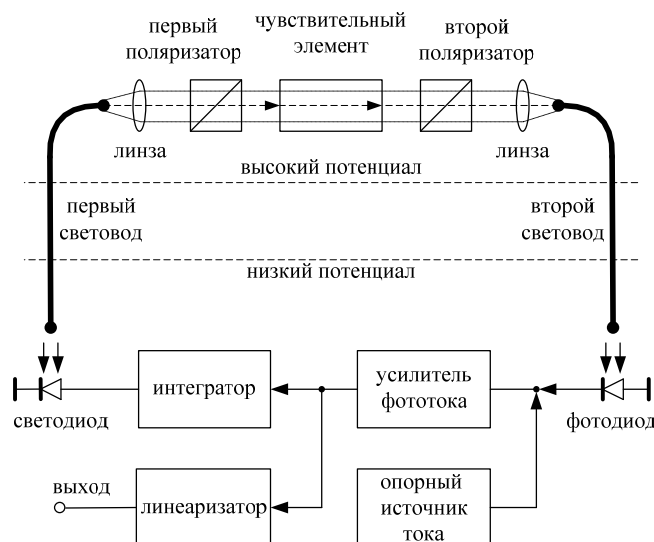 первый
поляризатор
чувствительный
элемент
второй
поляризатор
линза
линза
высокий потенциал
первый
световод
второй
световод
низкий потенциал
светодиод
интегратор
усилитель
фототока
фотодиод
выход
линеаризатор
опорный
источник
тока